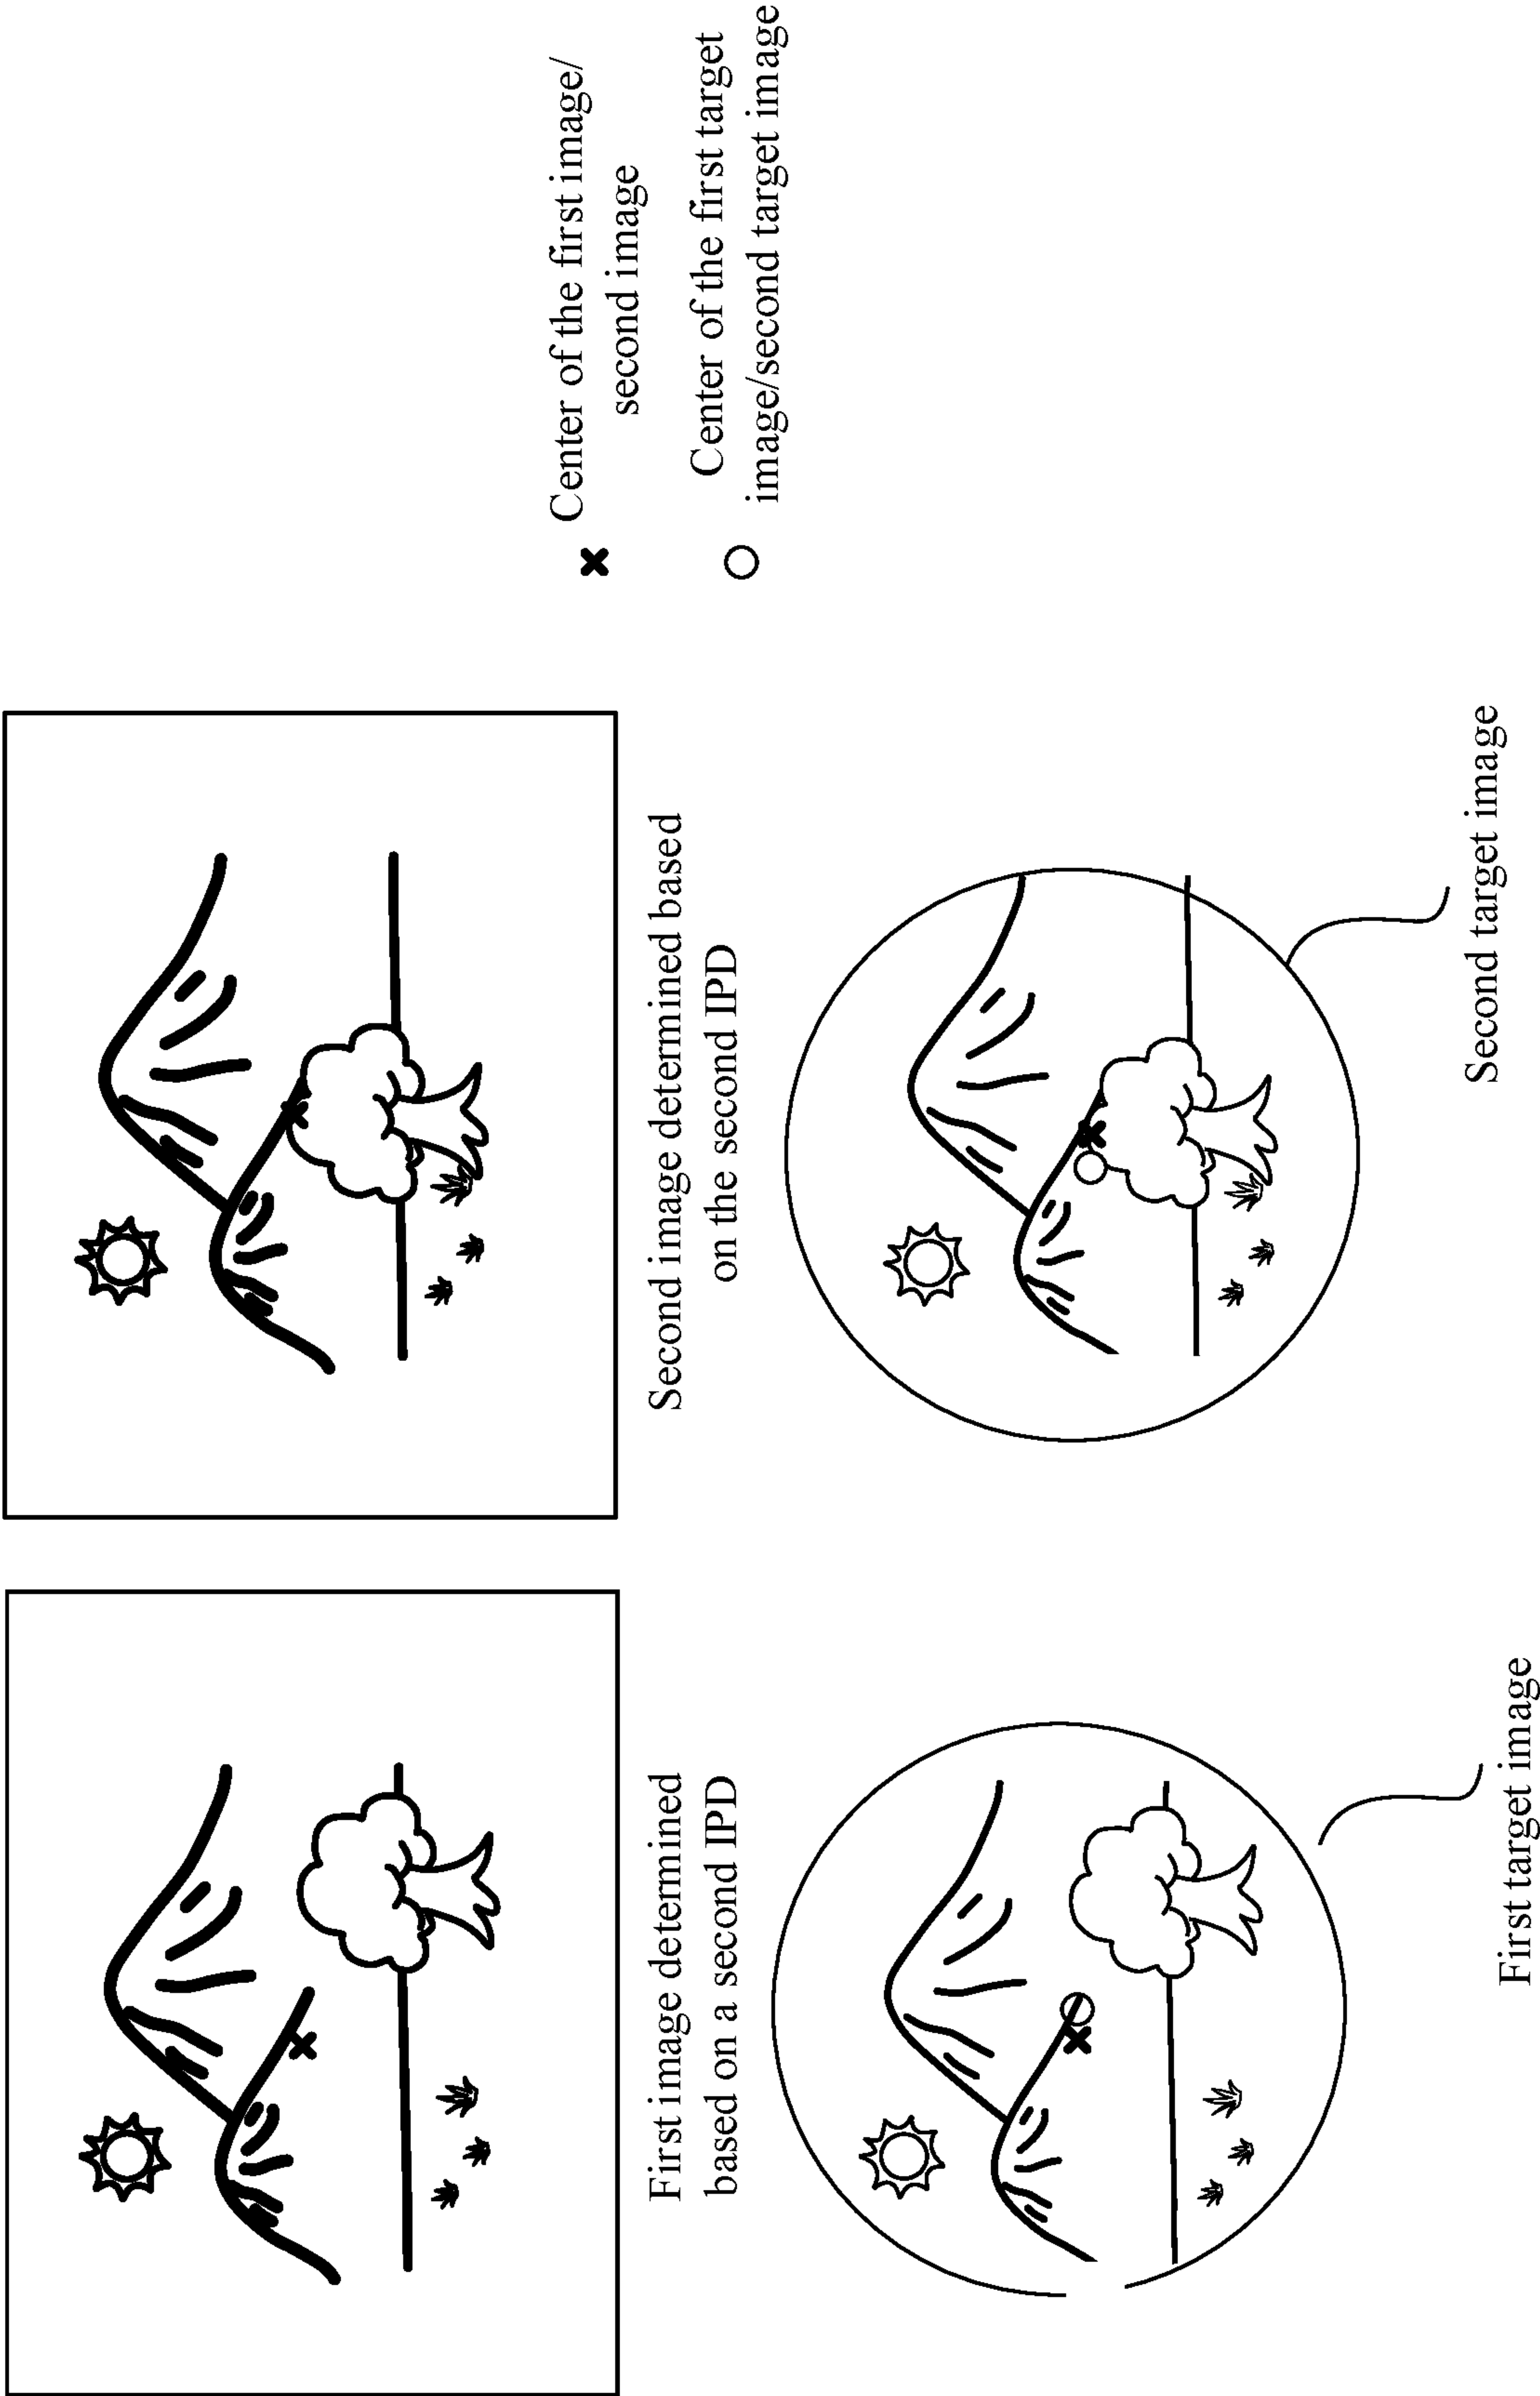 First image determined
based on a second IPD
Second image determined based
on the second IPD
Center of the first image/
second image
Center of the first target
image/second target image
First target image
Second target image